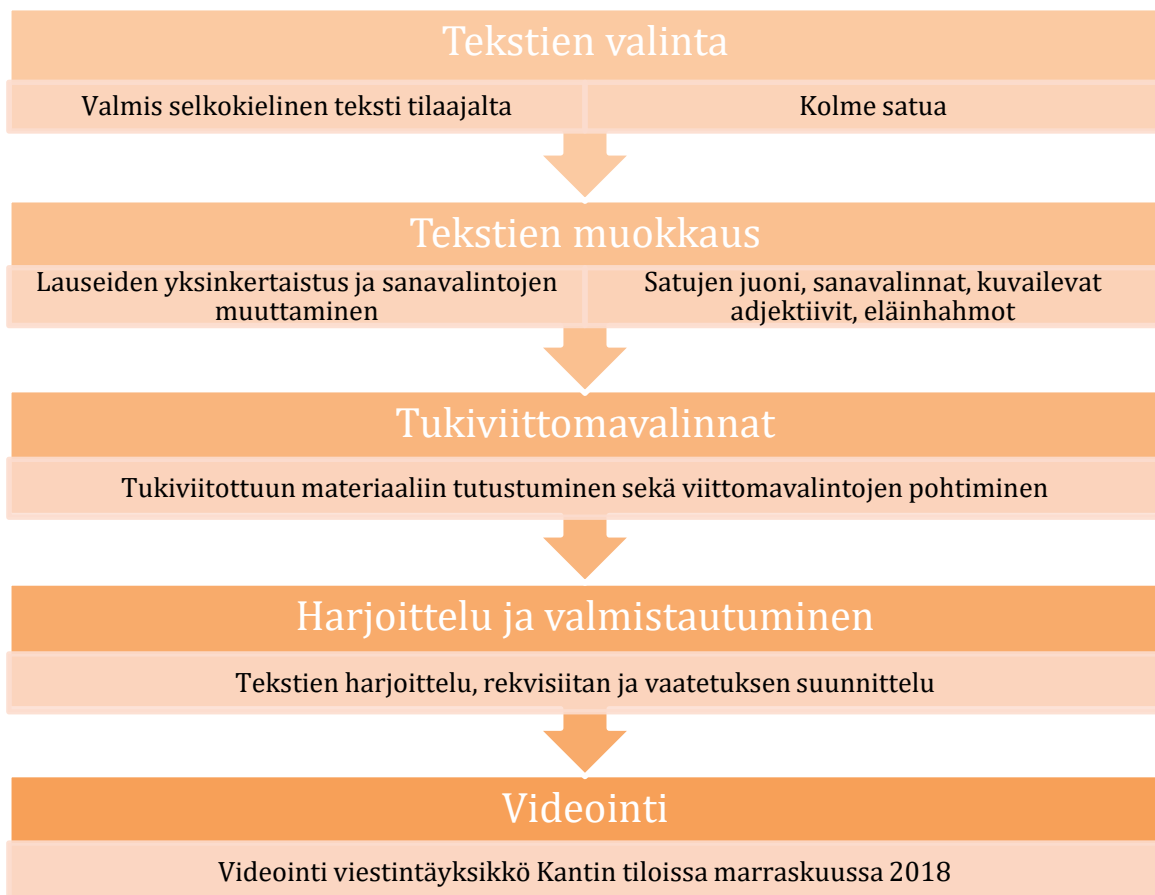 Tekstien valinta
Valmis selkokielinen teksti tilaajalta
Kolme satua
Tekstien muokkaus
Lauseiden yksinkertaistus ja sanavalintojen
muuttaminen
Satujen juoni, sanavalinnat, kuvailevat
adjektiivit, eläinhahmot
Tukiviittomavalinnat
Tukiviitottuun materiaaliin tutustuminen sekä viittomavalintojen pohtiminen
Harjoittelu ja valmistautuminen
Tekstien harjoittelu, rekvisiitan ja vaatetuksen suunnittelu
Videointi
Videointi viestintäyksikkö Kantin tiloissa marraskuussa 2018